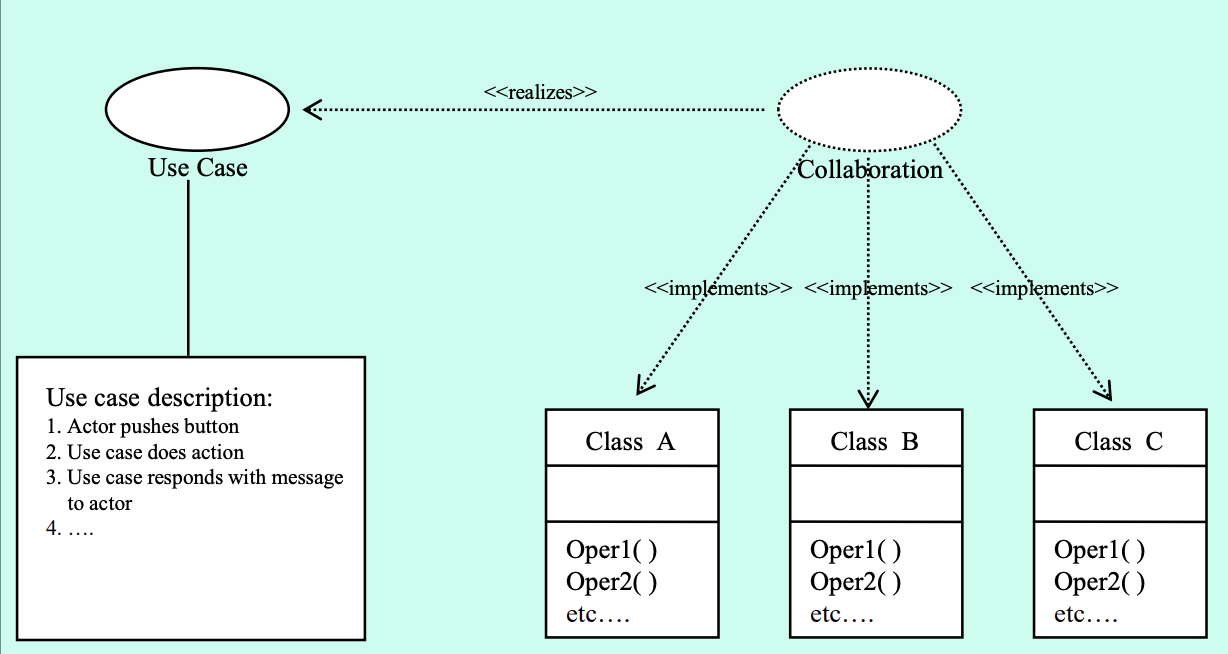 <<realizes>>
Use Case
Collaboration
<<implements>> <<implements>> <<implements>>
Use case description:
1. Actor pushes button
2. Use case does action
3. Use case responds with message
to actor
4. ….
Class A
Oper1( )
Oper2( )
etc….
Class B
Oper1( )
Oper2( )
etc….
Class C
Oper1( )
Oper2( )
etc….